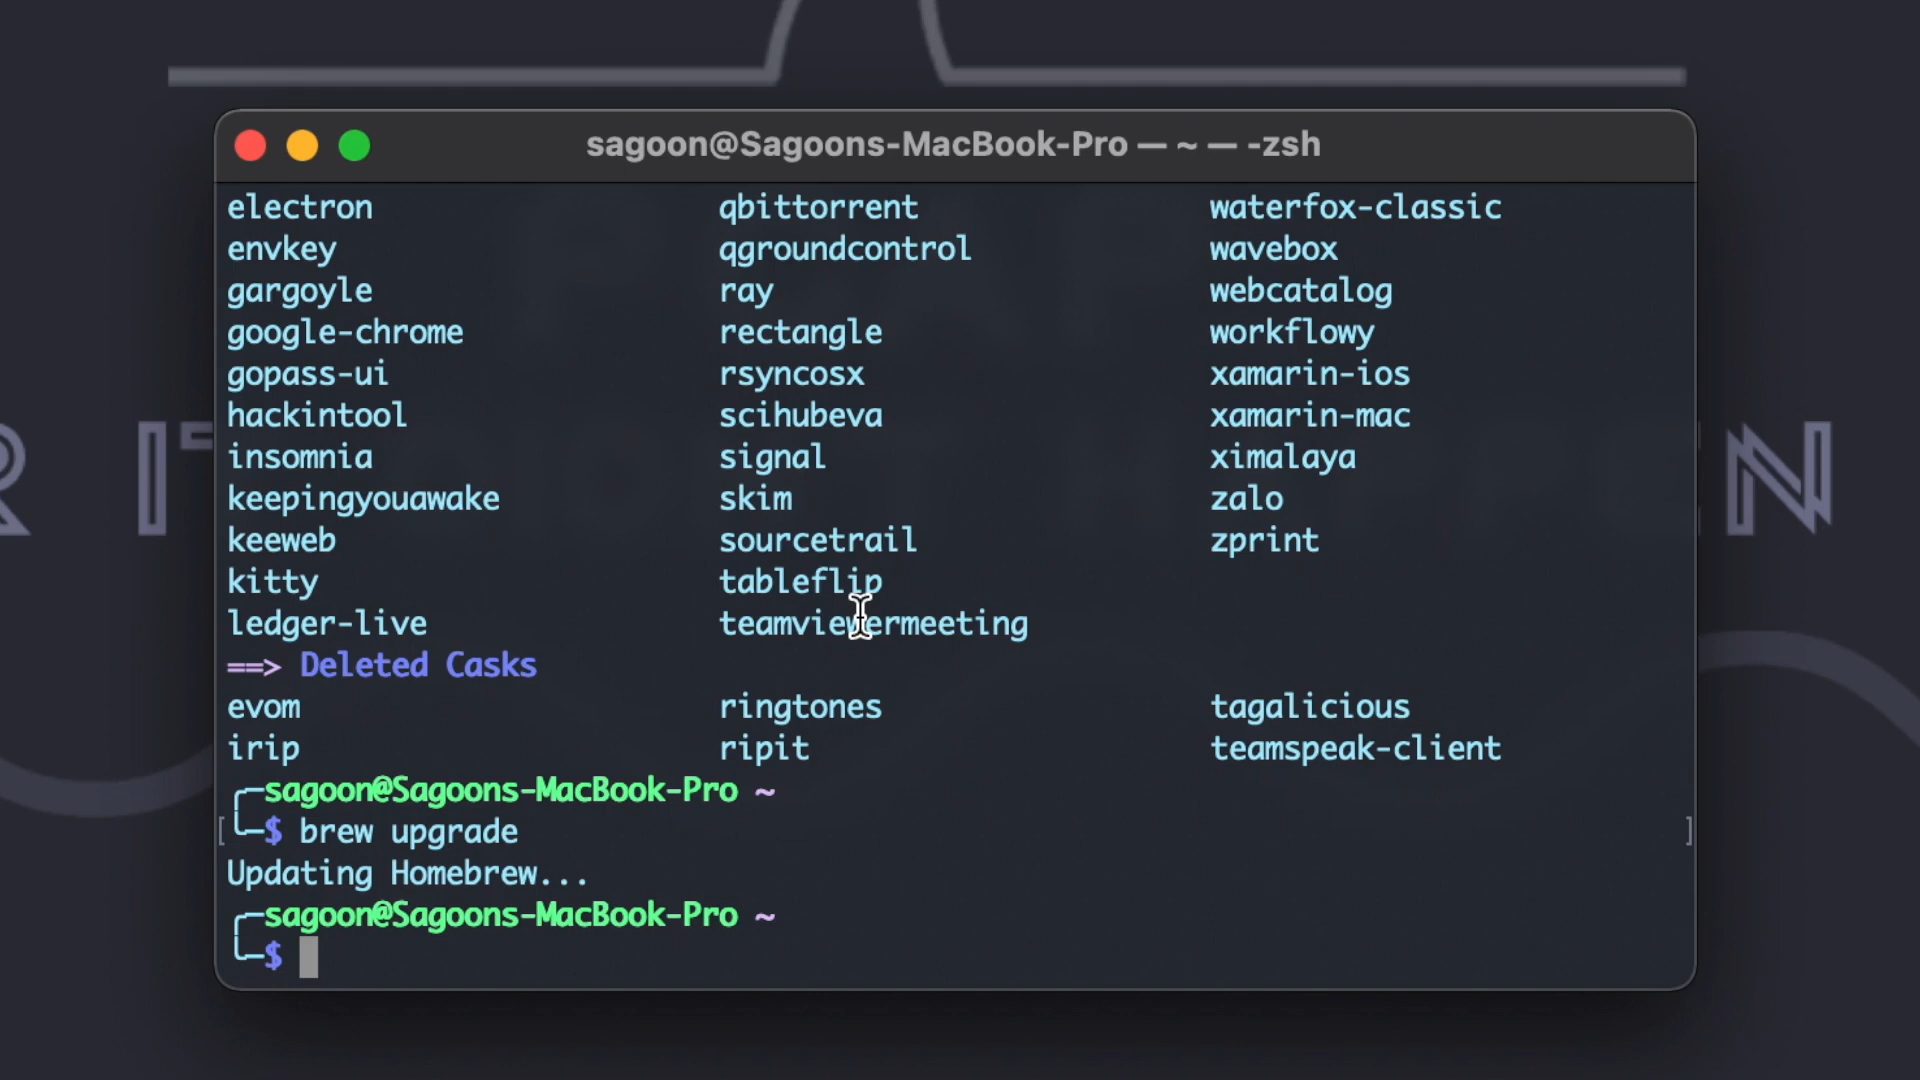 sagoon@Sagoons-MacBook-Pro — ~ — -zsh
electron qbittorrent waterfox-classic
envkey qgroundcontrol wavebox
gargoyle ray webcatalog
google-chrome rectangle workflowy
gopass-ui rsyncosx xamarin-ios
hackintool scihubeva xamarin-mac
insomnia signal ximalaya
keepingyouawake skim zalo
keeweb sourcetrail zprint
kitty tableflip
ledger-live teamviewermeeting
==> Deleted Casks
evom ringtones tagalicious
irip ripit teamspeak-client
╭─sagoon@Sagoons-MacBook-Pro ~
[╰─$ brew upgrade ]
Updating Homebrew...
╭─sagoon@Sagoons-MacBook-Pro ~
╰─$